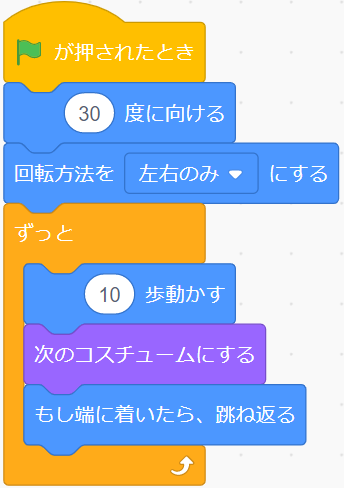 が押されたとき
30 度に向ける
回転方法を 左右のみ にする
ずっと
10 歩動かす
次のコスチュームにする
もし端に着いたら、跳ね返る